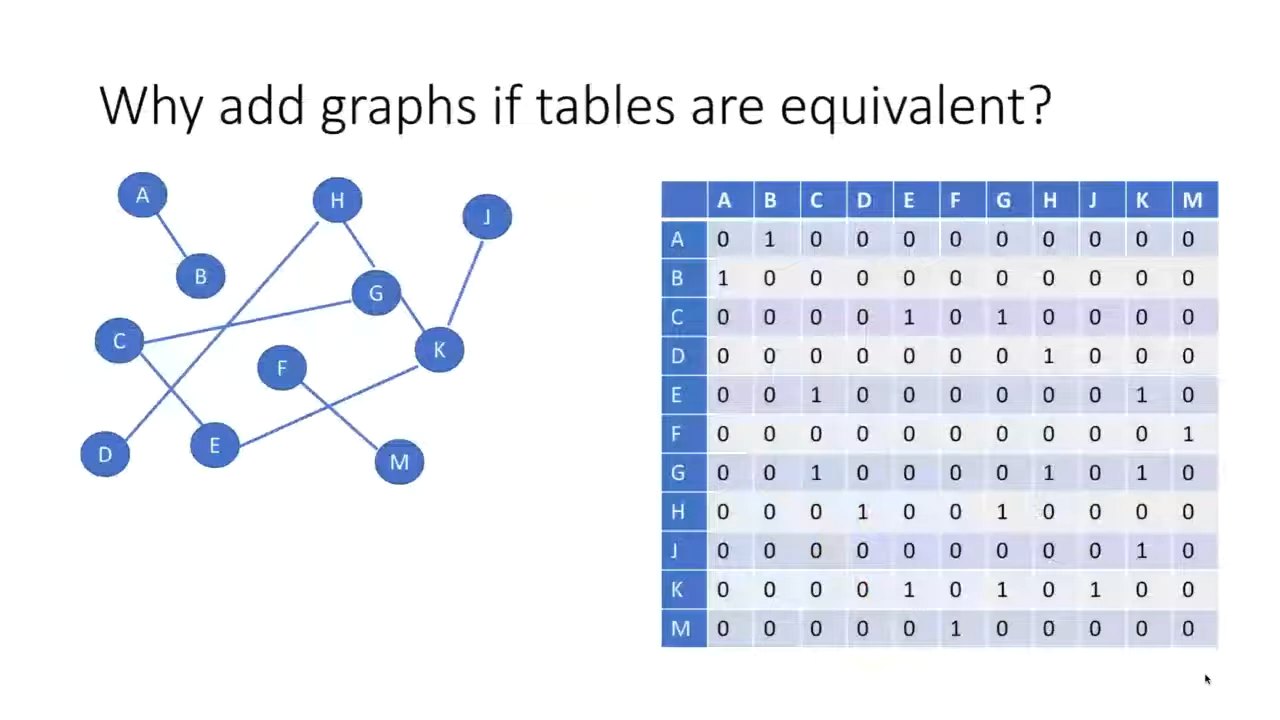 Why add graphs if tables are equivalent?
A
H
J
B
G
C
K
F
D
E
M
A B C D E F G H J K M
A 0 1 0 0 0 0 0 0 0 0 0
B 1 0 0 0 0 0 0 0 0 0 0
C 0 0 0 0 1 0 1 0 0 0 0
D 0 0 0 0 0 0 0 1 0 0 0
E 0 0 1 0 0 0 0 0 0 1 0
F 0 0 0 0 0 0 0 0 0 0 1
G 0 0 1 0 0 0 0 1 0 1 0
H 0 0 0 1 0 0 1 0 0 0 0
J 0 0 0 0 0 0 0 0 0 1 0
K 0 0 0 0 1 0 1 0 1 0 0
M 0 0 0 0 0 1 0 0 0 0 0